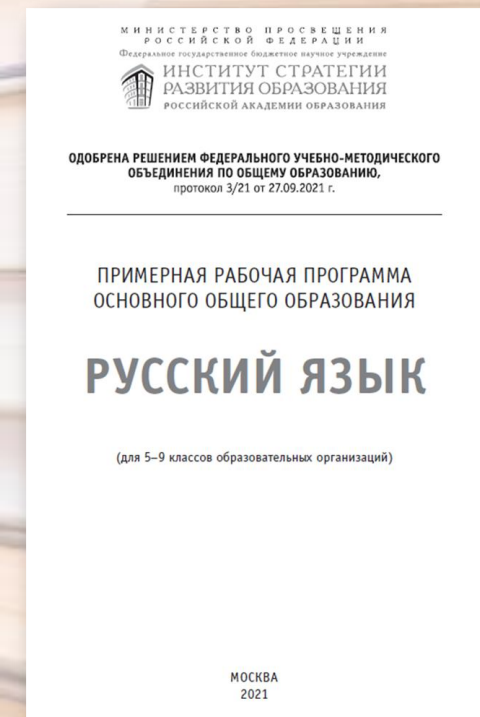 МИНИСТЕРСТВО ПРОСВЕЩЕНИЯ
РОССИЙСКОЙ ФЕДЕРАЦИИ
Федеральное государственное бюджетное научное учреждение
ИНСТИТУТ СТРАТЕГИИ
РАЗВИТИЯ ОБРАЗОВАНИЯ
РОССИЙСКОЙ АКАДЕМИИ ОБРАЗОВАНИЯ
ОДОБРЕНА РЕШЕНИЕМ ФЕДЕРАЛЬНОГО УЧЕБНО-МЕТОДИЧЕСКОГО
ОБЪЕДИНЕНИЯ ПО ОБЩЕМУ ОБРАЗОВАНИЮ,
протокол 3/21 от 27.09.2021 г.
ПРИМЕРНАЯ РАБОЧАЯ ПРОГРАММА
ОСНОВНОГО ОБЩЕГО ОБРАЗОВАНИЯ
РУССКИЙ ЯЗЫК
(для 5–9 классов образовательных организаций)
МОСКВА
2021